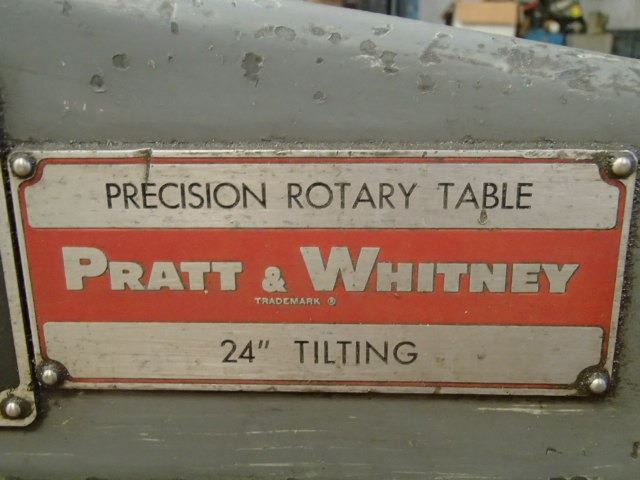 PRECISION ROTARY TABLE
PRATT & WHITNEY
TRADEMARK ®
24" TILTING